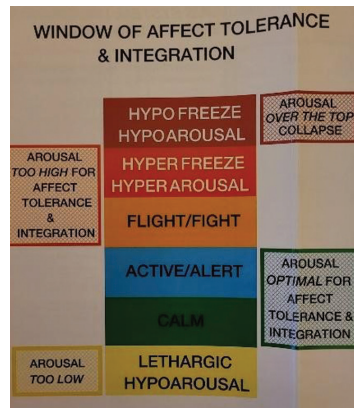 WINDOW OF AFFECT TOLERANCE
& INTEGRATION
HYPO FREEZE
HYPOAROUSAL
AROUSAL
OVER THE TOP
COLLAPSE
AROUSAL
TOO HIGH FOR
AFFECT
TOLERANCE
&
INTEGRATION
HYPER FREEZE
HYPER AROUSAL
FLIGHT/FIGHT
ACTIVE/ALERT
CALM
AROUSAL
OPTIMAL FOR
AFFECT
TOLERANCE &
INTEGRATION
AROUSAL
TOO LOW
LETHARGIC
HYPOAROUSAL